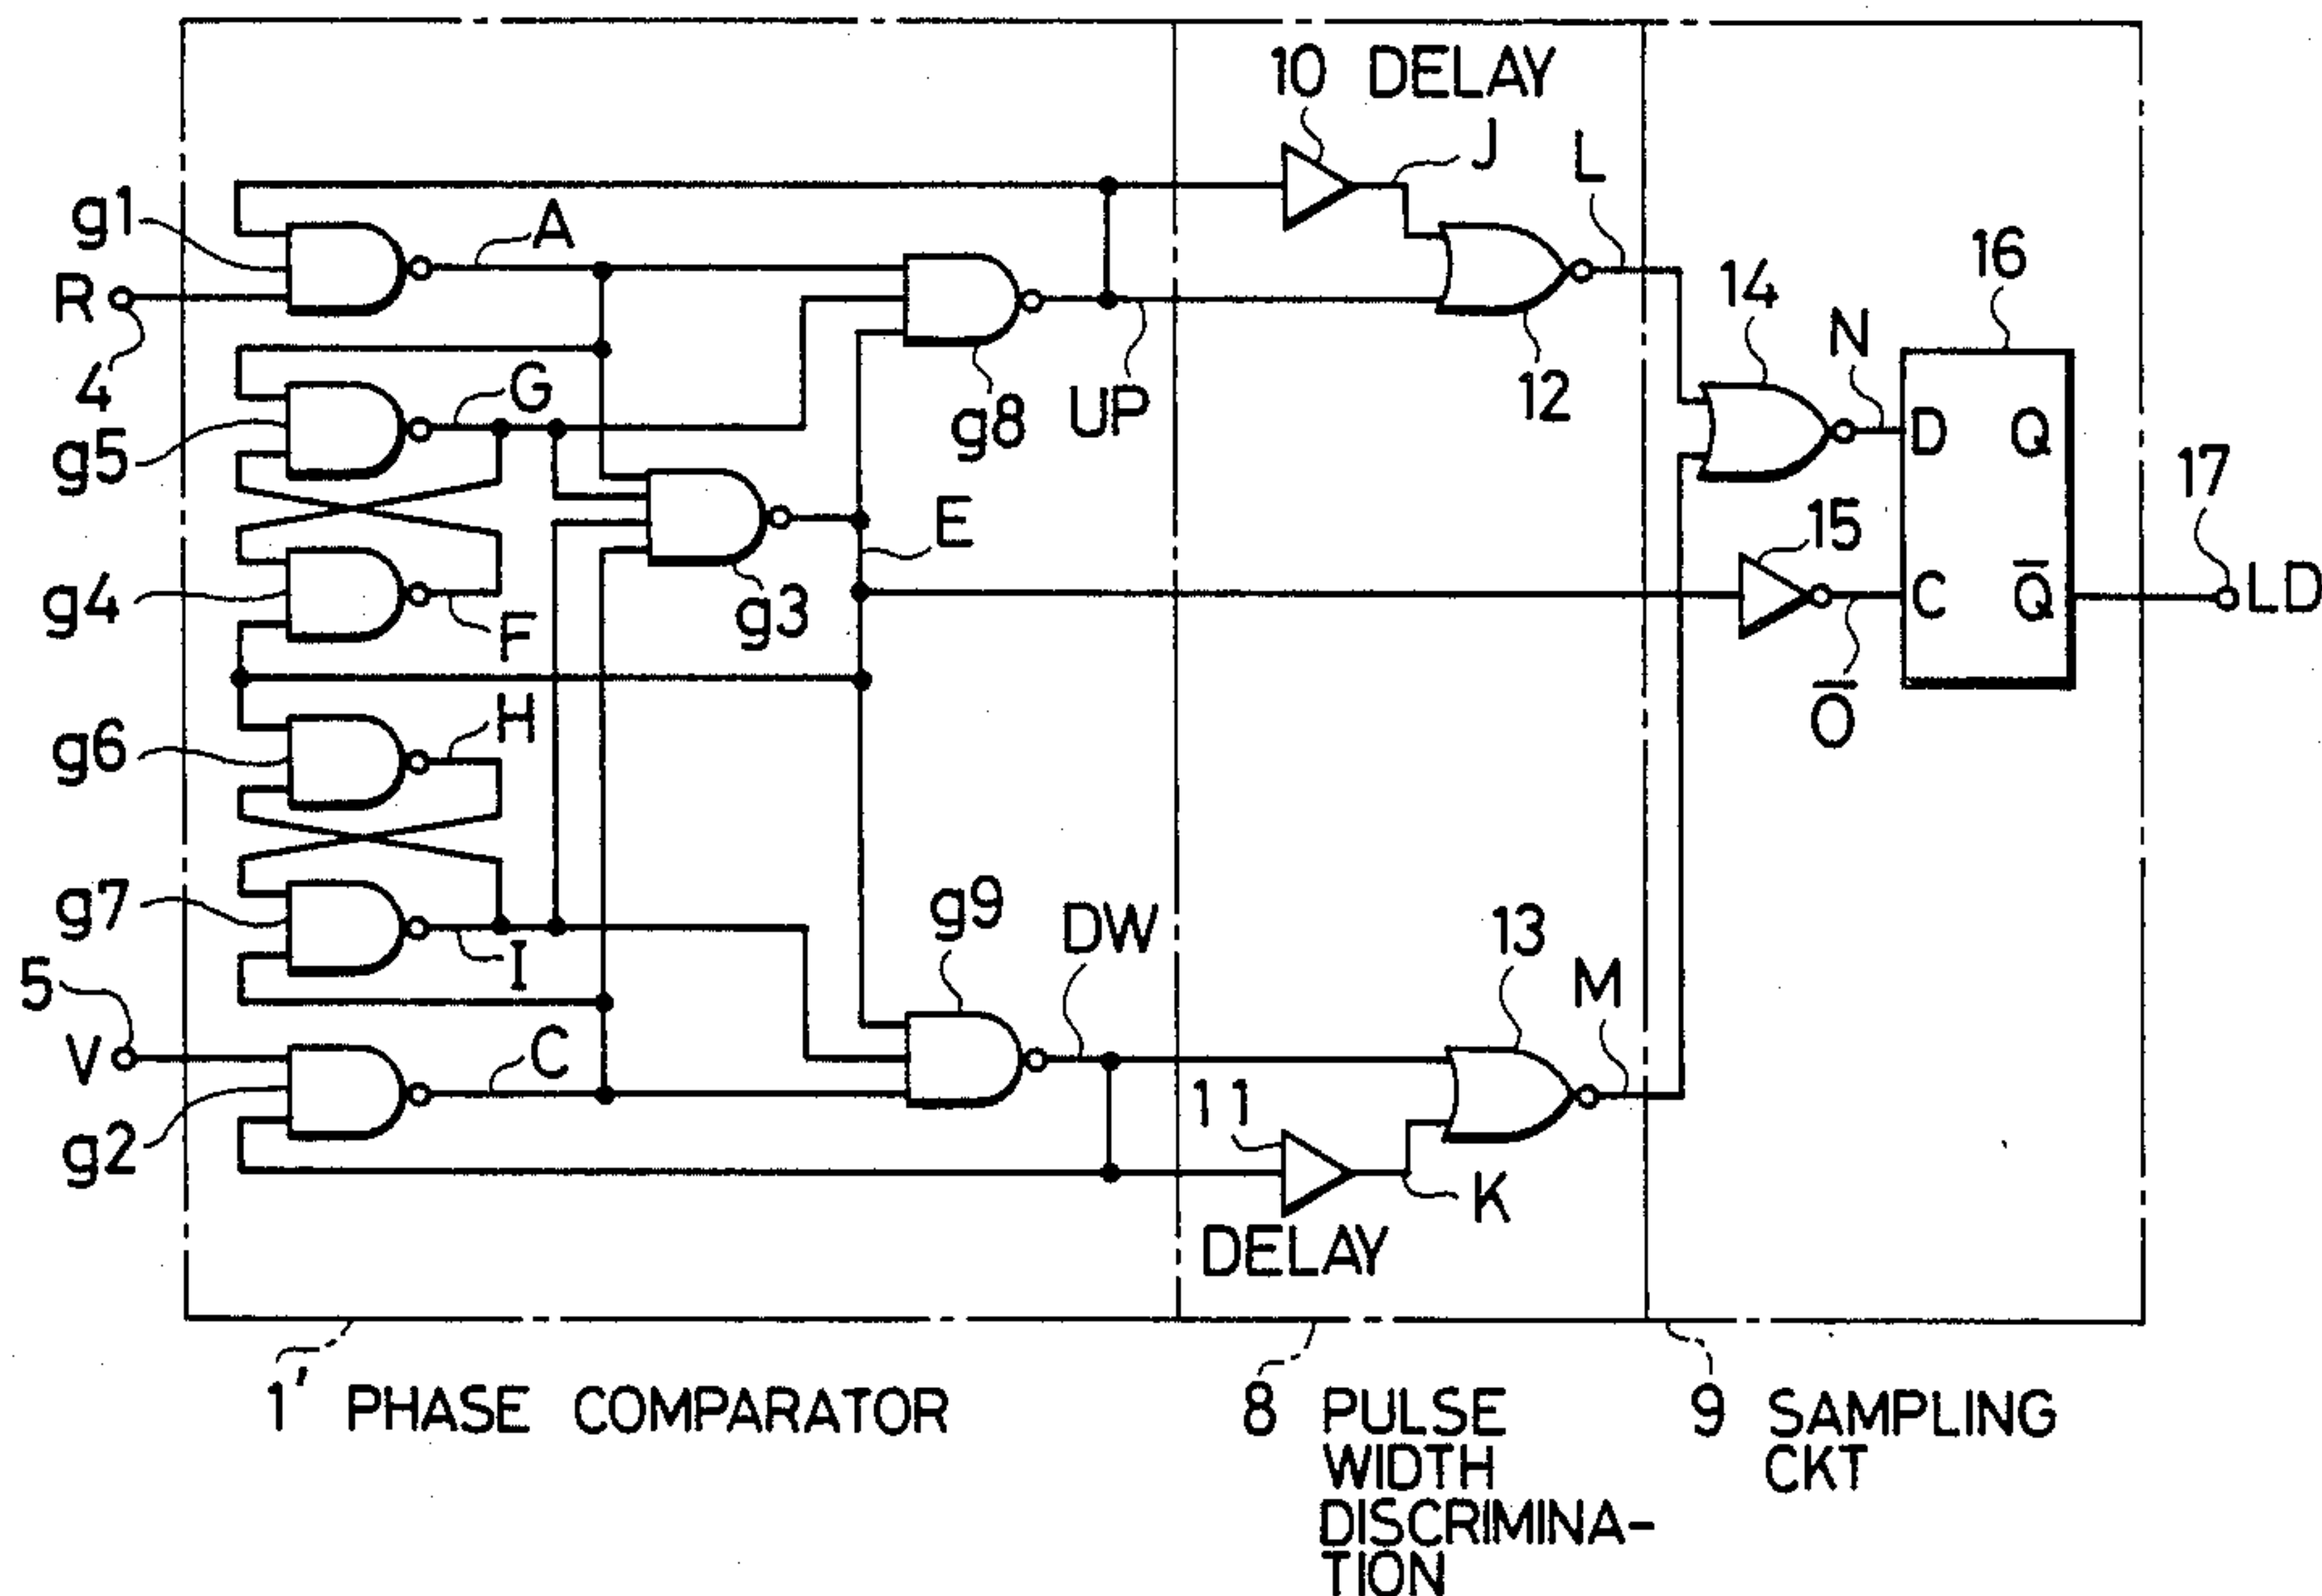 10 DELAY
J
L
g1
A
R
4
16
14
N
G
g5
g8
UP
12
D Q
17
E
15
g4
F
g3
C Q̅
LD
O̅
H
g6
g7
I
g9
DW
13
5
V
C
M
11
g2
K
DELAY
1' PHASE COMPARATOR
8 PULSE
WIDTH
DISCRIMINA-
TION
9 SAMPLING
CKT